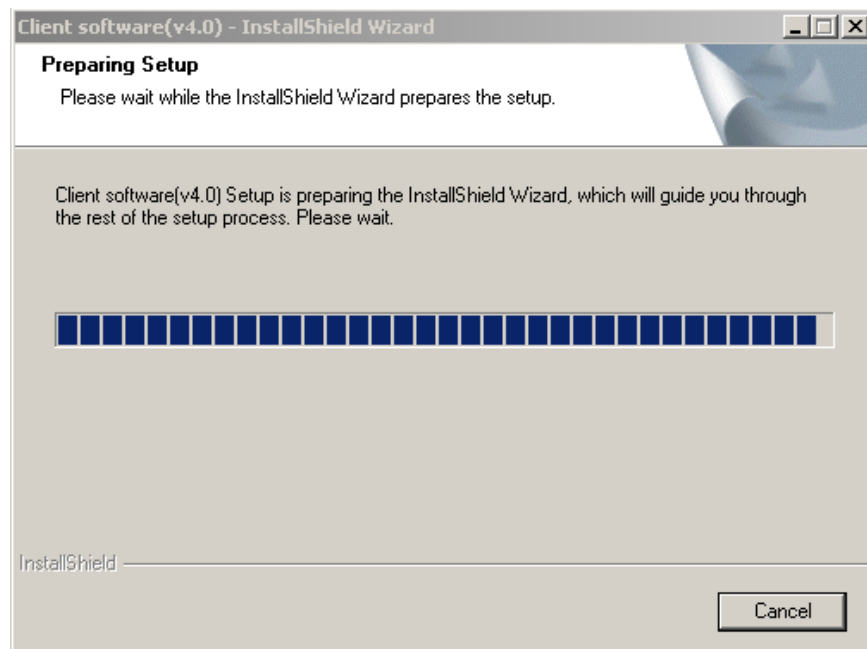 Client software(v4.0) - InstallShield Wizard
Preparing Setup
Please wait while the InstallShield Wizard prepares the setup.
Client software(v4.0) Setup is preparing the InstallShield Wizard, which will guide you through
the rest of the setup process. Please wait.
InstallShield
Cancel